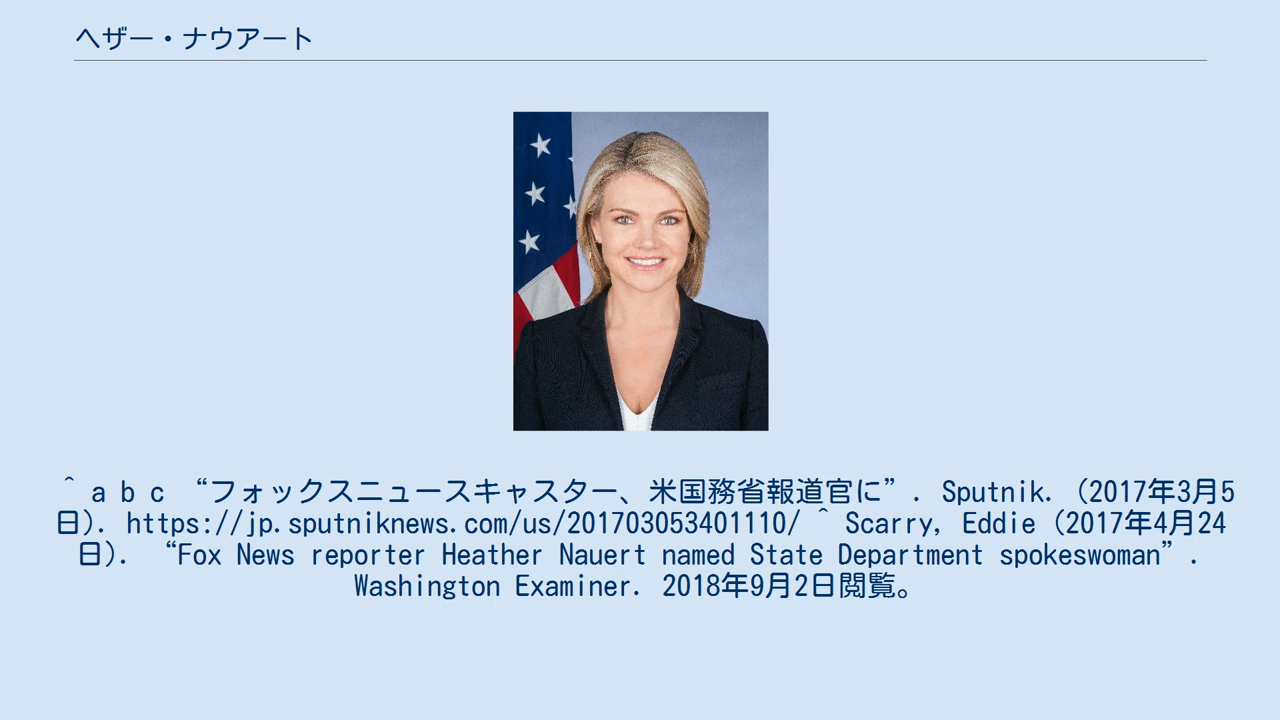 ヘザー・ナウアート
^ a b c “フォックスニュースキャスター、米国務省報道官に”. Sputnik. (2017年3月5
日). https://jp.sputniknews.com/us/201703053401110/ ^ Scarry, Eddie (2017年4月24
日). “Fox News reporter Heather Nauert named State Department spokeswoman”.
Washington Examiner. 2018年9月2日閲覧。